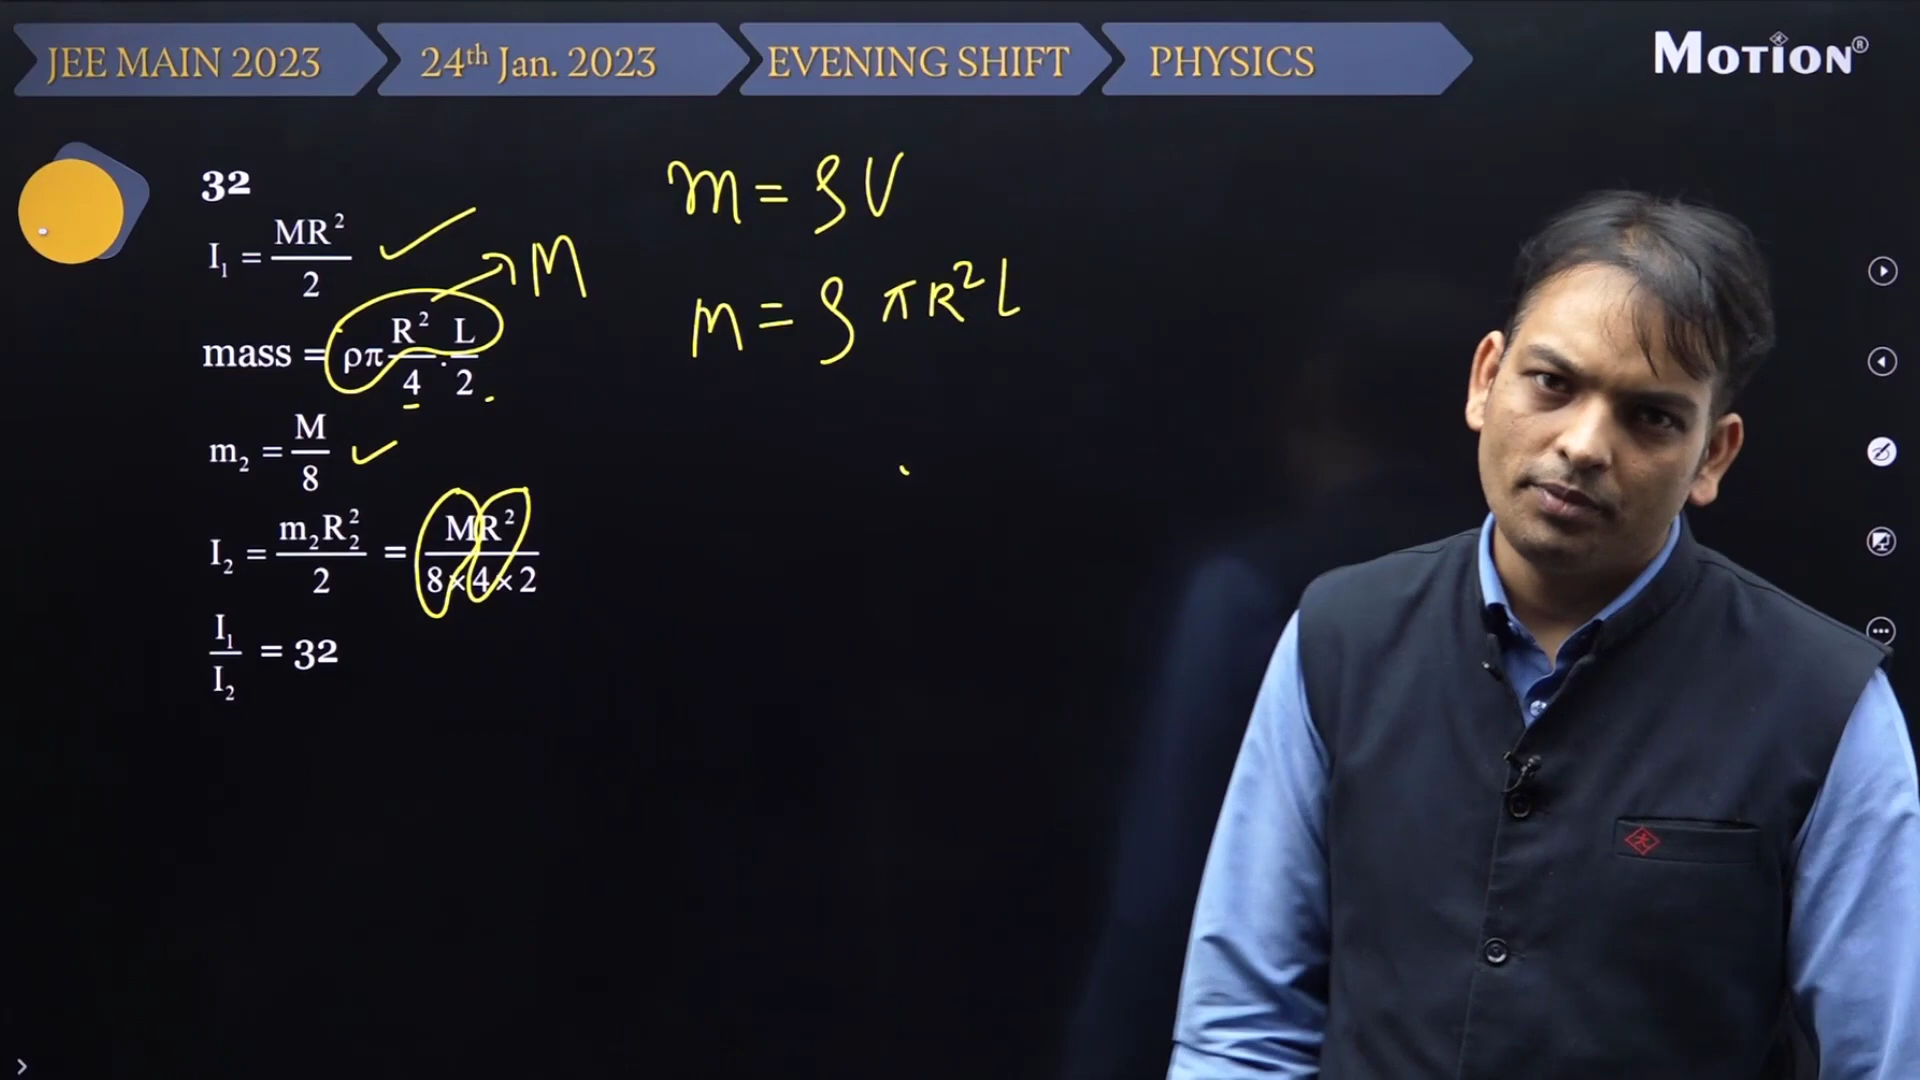 JEE MAIN 2023 24th Jan. 2023 EVENING SHIFT PHYSICS MOTION®
32
I₁ = MR²/2
M
mass = ρπ R²/4 · L/2
m₂ = M/8
I₂ = m₂R₂²/2 = MR²/8×4×2
I₁/I₂ = 32
m = ρV
m = ρ πR²L